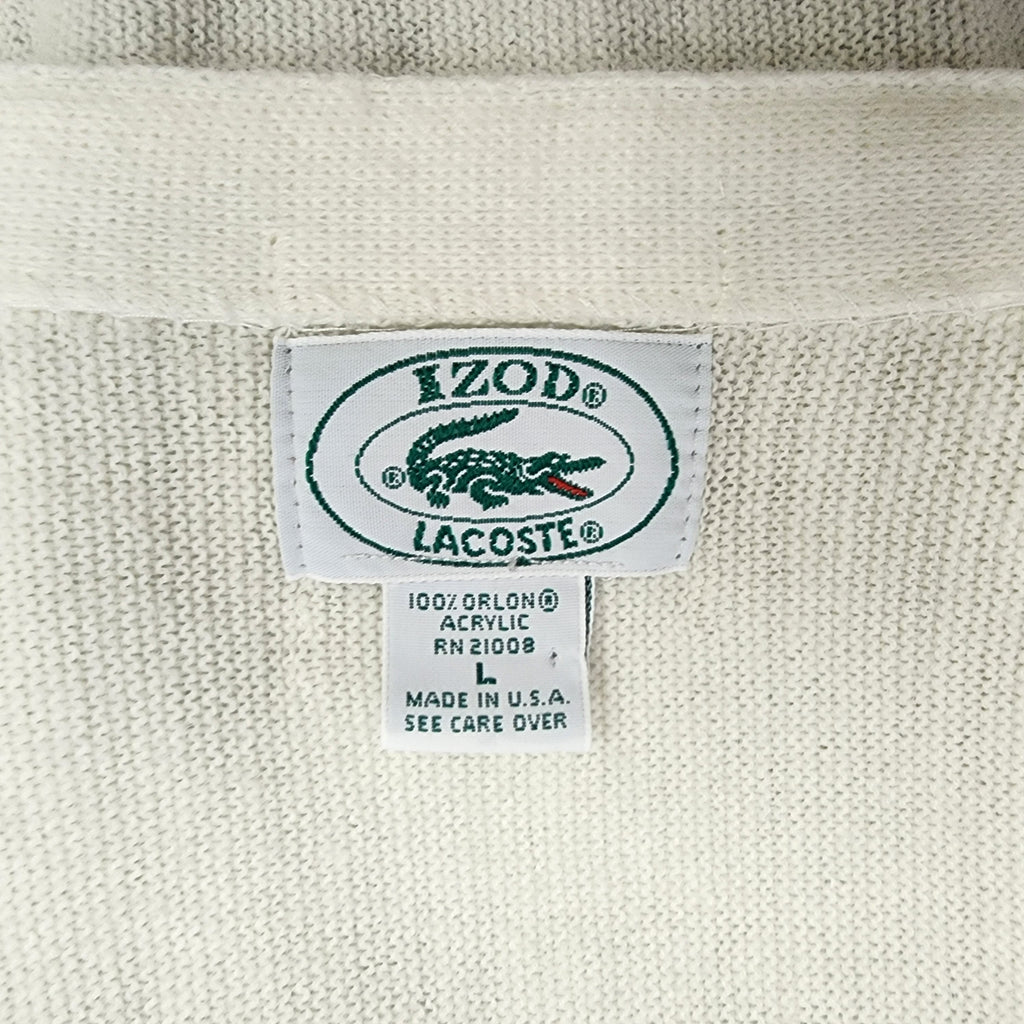 IZOD®
®
LACOSTE®
100% ORLON®
ACRYLIC
RN 21008
L
MADE IN U.S.A.
SEE CARE OVER